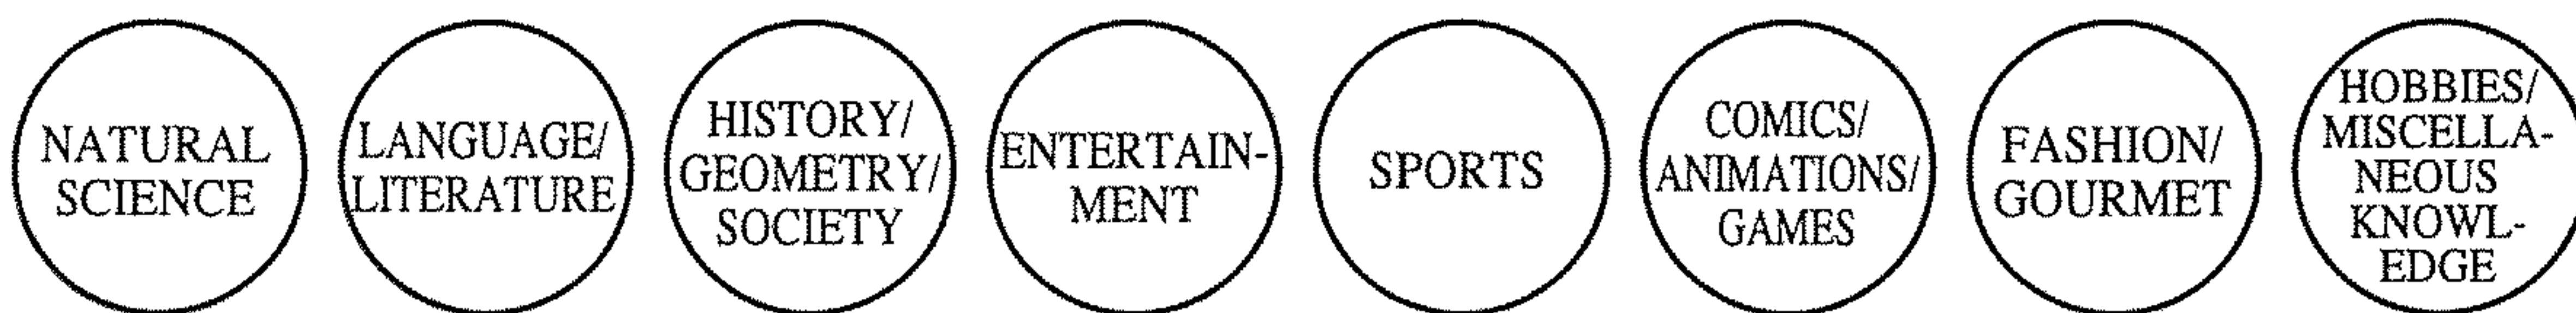 NATURAL
SCIENCE
LANGUAGE/
LITERATURE
HISTORY/
GEOMETRY/
SOCIETY
ENTERTAIN-
MENT
SPORTS
COMICS/
ANIMATIONS/
GAMES
FASHION/
GOURMET
HOBBIES/
MISCELLA-
NEOUS
KNOWL-
EDGE